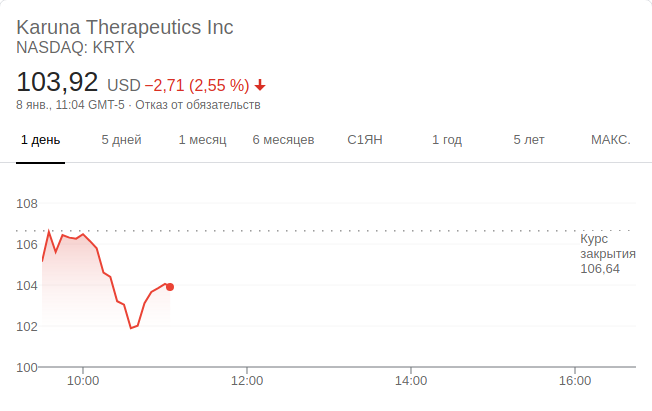 Karuna Therapeutics Inc
NASDAQ: KRTX
103,92 USD −2,71 (2,55 %)
8 янв., 11:04 GMT-5 · Отказ от обязательств
1 день 5 дней 1 месяц 6 месяцев С1ЯН 1 год 5 лет МАКС.
108
106
104
102
100
Курс
закрытия
106,64
10:00 12:00 14:00 16:00